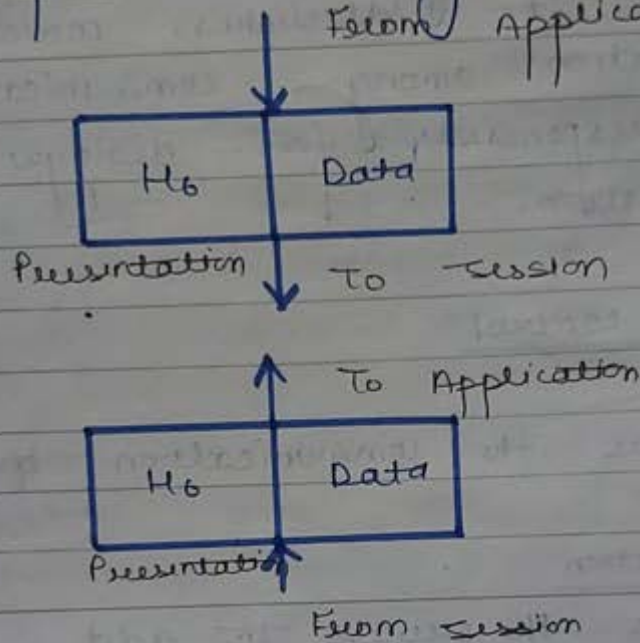 From Applica
H6 Data
Presentation To session
To Application
H6 Data
Presentation
From session